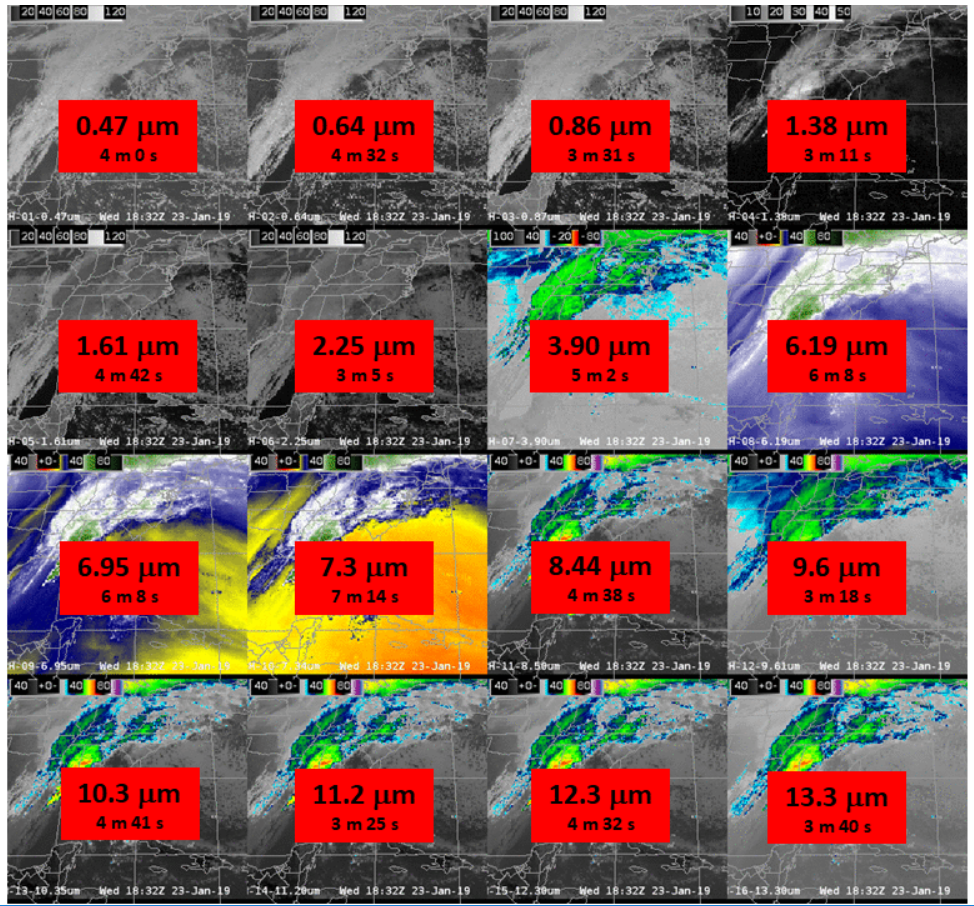 20 40 60 80 120
20 40 60 80 120
20 40 60 80 120
10 20 30 40 50
0.47 µm
4 m 0 s
0.64 µm
4 m 32 s
0.86 µm
3 m 31 s
1.38 µm
3 m 11 s
H-01-0.47um Wed 18:32Z 23-Jan-19
H-02-0.64um Wed 18:32Z 23-Jan-19
H-03-0.87um Wed 18:32Z 23-Jan-19
H-04-1.38um Wed 18:32Z 23-Jan-19
20 40 60 80 120
20 40 60 80 120
100 40 -20 -80
40 +0- 40 80
1.61 µm
4 m 42 s
2.25 µm
3 m 5 s
3.90 µm
5 m 2 s
6.19 µm
6 m 8 s
H-05-1.61um Wed 18:32Z 23-Jan-19
H-06-2.25um Wed 18:32Z 23-Jan-19
H-07-3.90um Wed 18:32Z 23-Jan-19
H-08-6.19um Wed 18:32Z 23-Jan-19
40 +0- 40 80
40 +0- 40 80
40 +0- 40 80
40 +0- 40 80
6.95 µm
6 m 8 s
7.3 µm
7 m 14 s
8.44 µm
4 m 38 s
9.6 µm
3 m 18 s
H-09-6.95um Wed 18:32Z 23-Jan-19
H-10-7.34um Wed 18:32Z 23-Jan-19
H-11-8.50um Wed 18:32Z 23-Jan-19
H-12-9.61um Wed 18:32Z 23-Jan-19
40 +0- 40 80
40 +0- 40 80
40 +0- 40 80
40 +0- 40 80
10.3 µm
4 m 41 s
11.2 µm
3 m 25 s
12.3 µm
4 m 32 s
13.3 µm
3 m 40 s
-13-10.35um Wed 18:32Z 23-Jan-19
-14-11.20um Wed 18:32Z 23-Jan-19
-15-12.30um Wed 18:32Z 23-Jan-19
-16-13.30um Wed 18:32Z 23-Jan-19